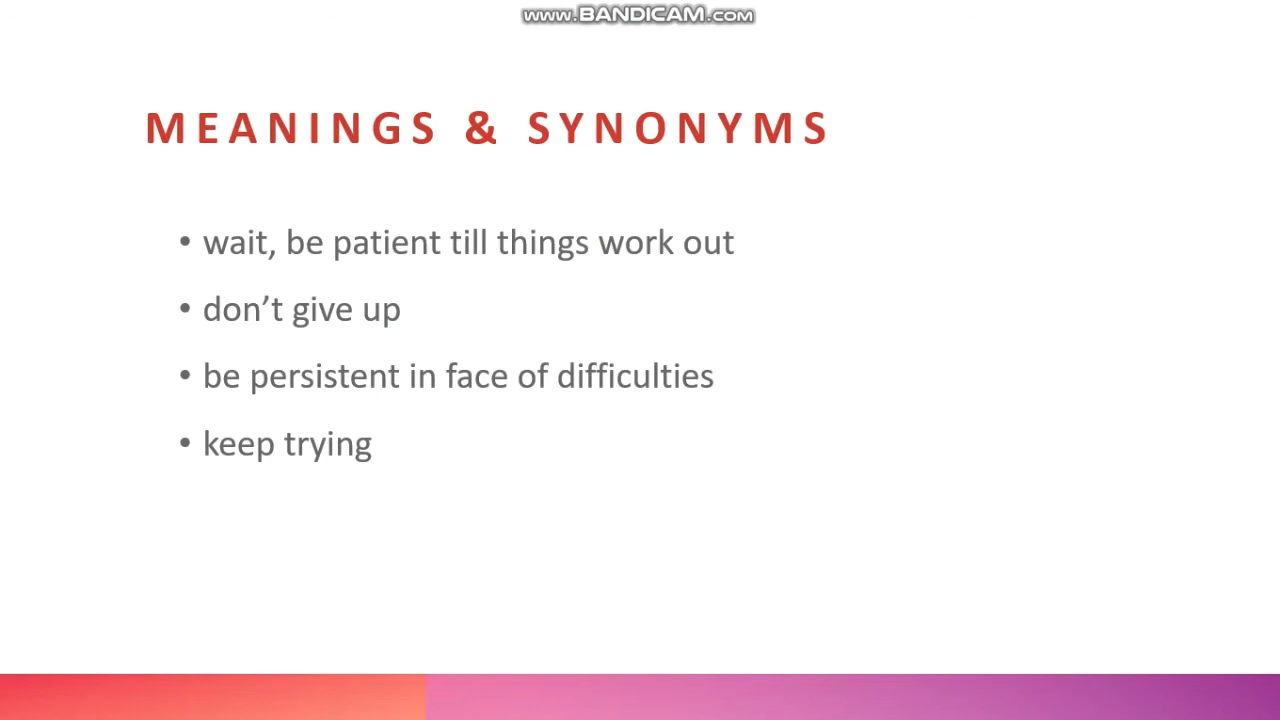 www.BANDICAM.com
MEANINGS & SYNONYMS
• wait, be patient till things work out
• don’t give up
• be persistent in face of difficulties
• keep trying